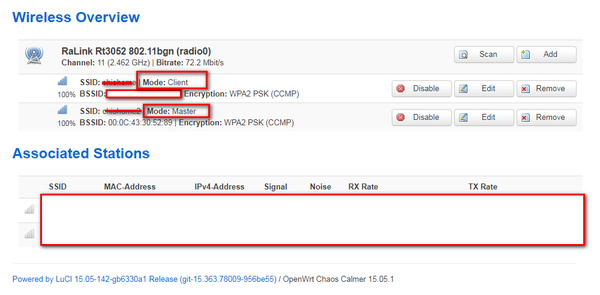 Wireless Overview
RaLink Rt3052 802.11bgn (radio0)
Channel: 11 (2.462 GHz) | Bitrate: 72.2 Mbit/s
Scan
Add
SSID: | Mode: Client
100% BSSID: | Encryption: WPA2 PSK (CCMP)
Disable
Edit
Remove
SSID: | Mode: Master
100% BSSID: 00:0C:43:30:52:89 | Encryption: WPA2 PSK (CCMP)
Disable
Edit
Remove
Associated Stations
SSID MAC-Address IPv4-Address Signal Noise RX Rate TX Rate
Powered by LuCI 15.05-142-gb6330a1 Release (git-15.363.78009-956be55) / OpenWrt Chaos Calmer 15.05.1